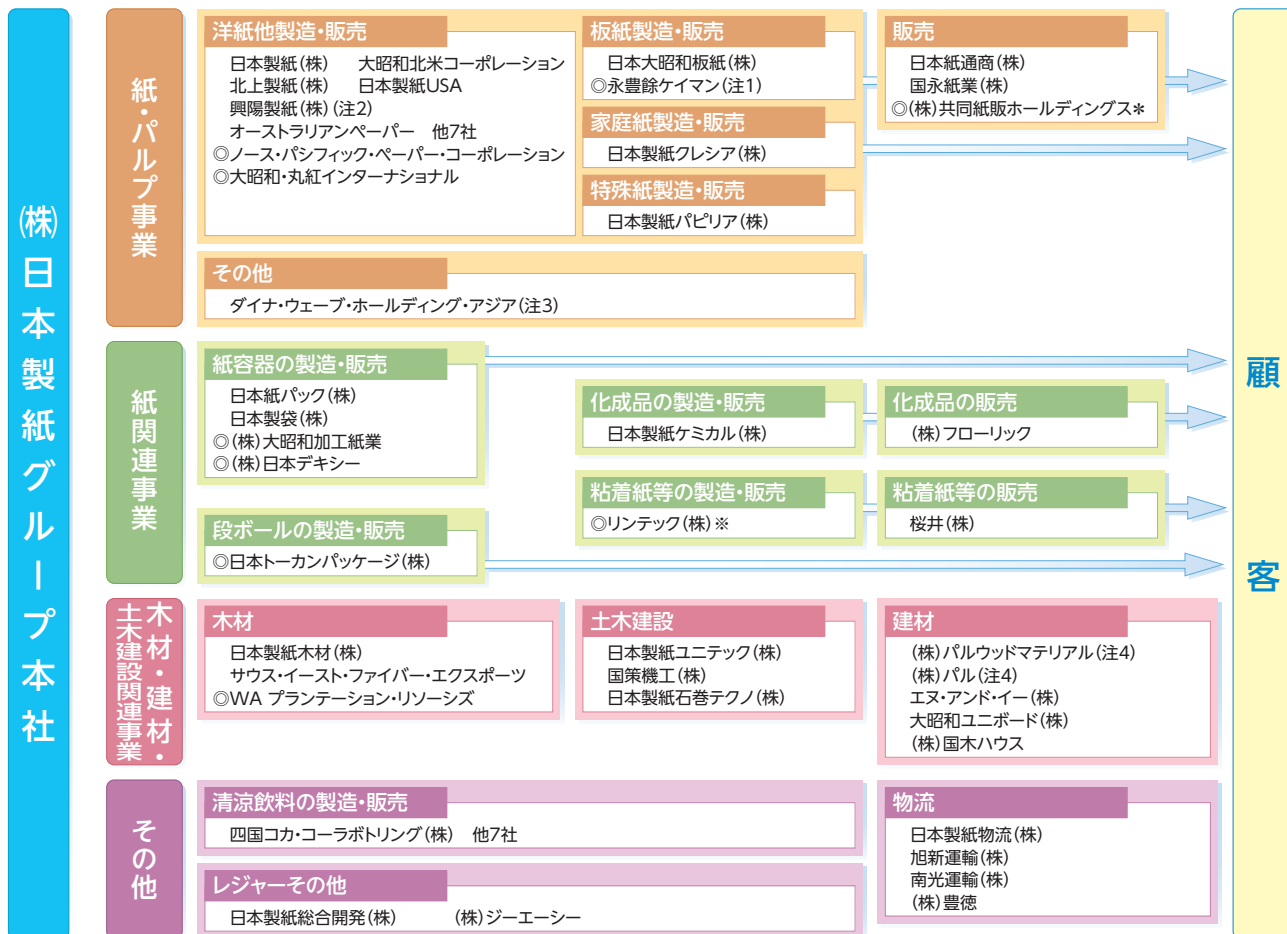 (株)日本製紙グループ本社
紙・パルプ事業
洋紙他製造・販売
日本製紙(株) 大昭和北米コーポレーション
北上製紙(株) 日本製紙USA
興陽製紙(株)(注2)
オーストラリアンペーパー 他7社
◎ノース・パシフィック・ペーパー・コーポレーション
◎大昭和・丸紅インターナショナル
板紙製造・販売
日本大昭和板紙(株)
◎永豊餘ケイマン(注1)
家庭紙製造・販売
日本製紙クレシア(株)
特殊紙製造・販売
日本製紙パピリア(株)
販売
日本紙通商(株)
国永紙業(株)
◎(株)共同紙販ホールディングス*
その他
ダイナ・ウェーブ・ホールディング・アジア(注3)
紙関連事業
紙容器の製造・販売
日本紙パック(株)
日本製袋(株)
◎(株)大昭和加工紙業
◎(株)日本デキシー
化成品の製造・販売
日本製紙ケミカル(株)
化成品の販売
(株)フローリック
粘着紙等の製造・販売
◎リンテック(株)※
粘着紙等の販売
桜井(株)
段ボールの製造・販売
◎日本トーカンパッケージ(株)
木材・建材・
土木建設関連事業
木材
日本製紙木材(株)
サウス・イースト・ファイバー・エクスポーツ
◎WA プランテーション・リソーシズ
土木建設
日本製紙ユニテック(株)
国策機工(株)
日本製紙石巻テクノ(株)
建材
(株)パルウッドマテリアル(注4)
(株)パル(注4)
エヌ・アンド・イー(株)
大昭和ユニボード(株)
(株)国木ハウス
その他
清涼飲料の製造・販売
四国コカ・コーラボトリング(株) 他7社
レジャーその他
日本製紙総合開発(株) (株)ジーエーシー
物流
日本製紙物流(株)
旭新運輸(株)
南光運輸(株)
(株)豊徳
顧客